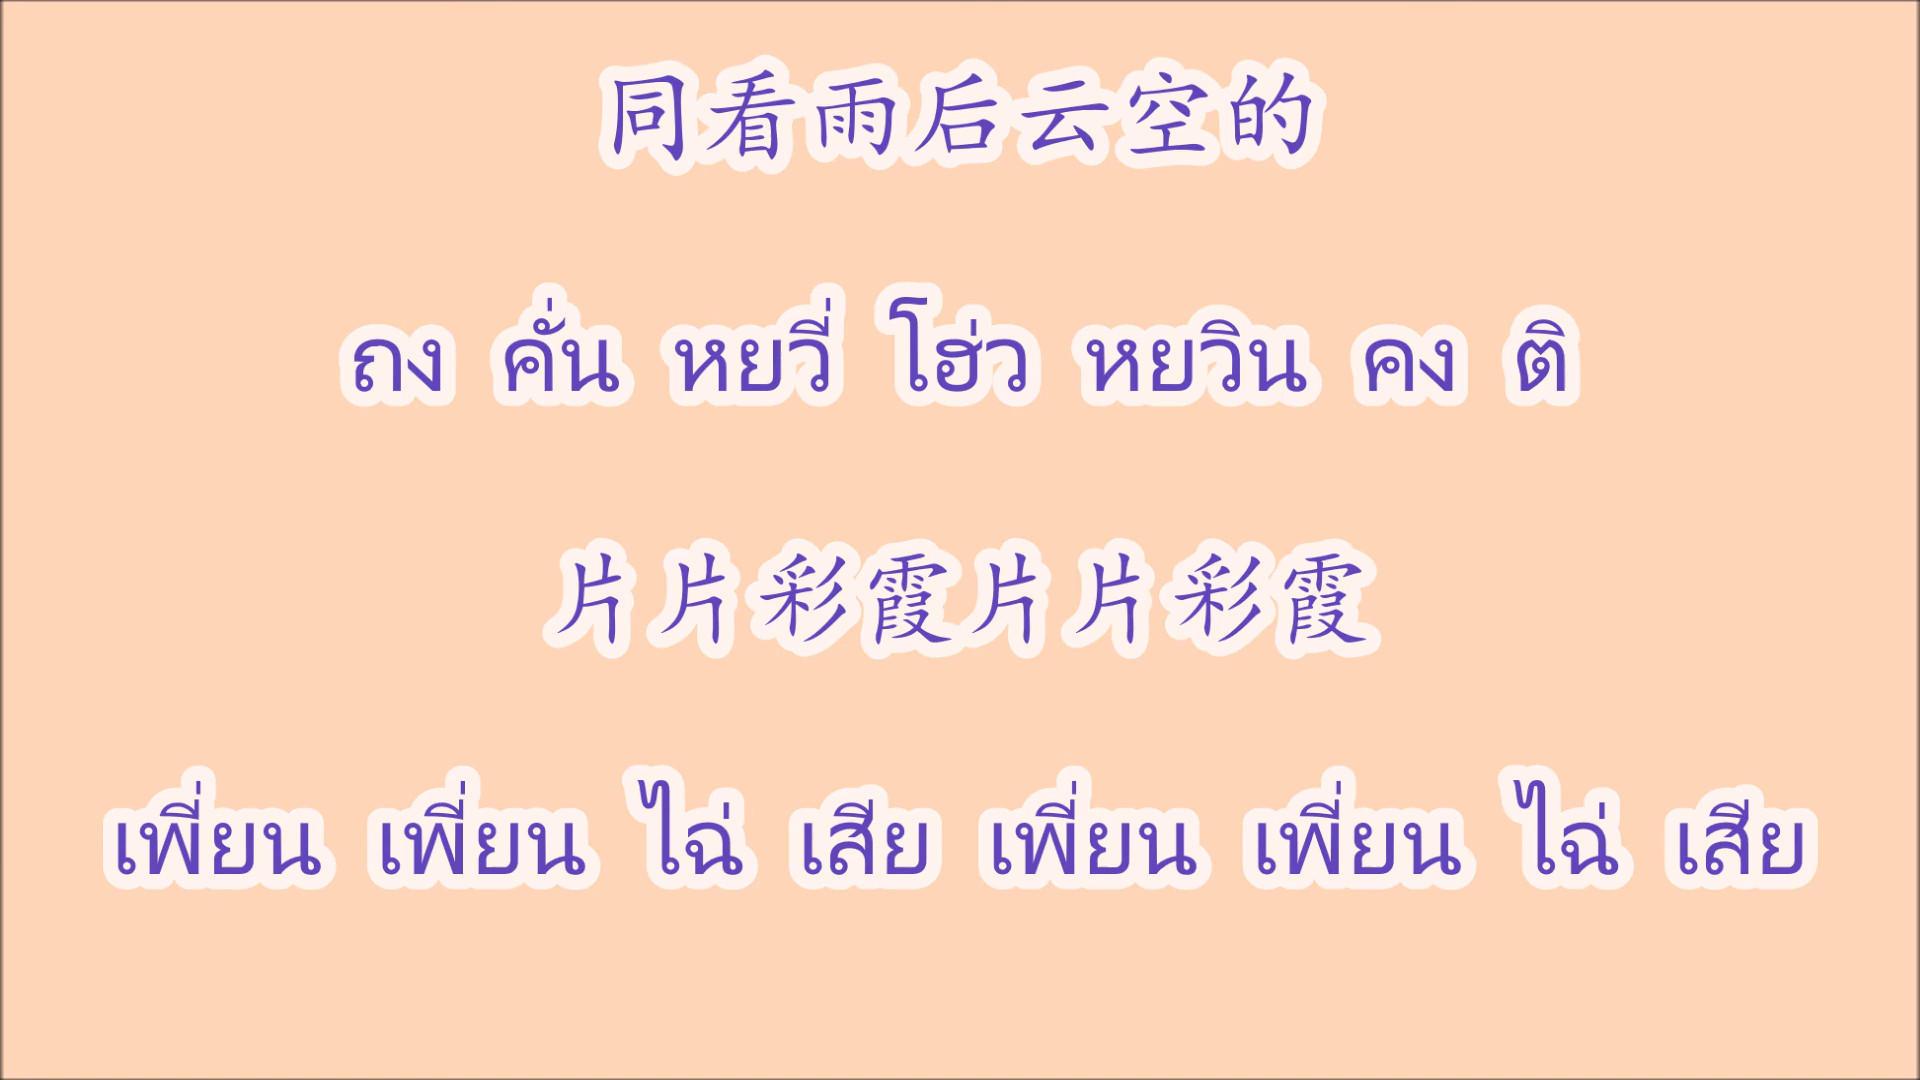 同看雨后云空的
ถง คั่น หยวี่ โฮ่ว หยวิน คง ติ
片片彩霞片片彩霞
เพี่ยน เพี่ยน ไฉ่ เสีย เพี่ยน เพี่ยน ไฉ่ เสีย